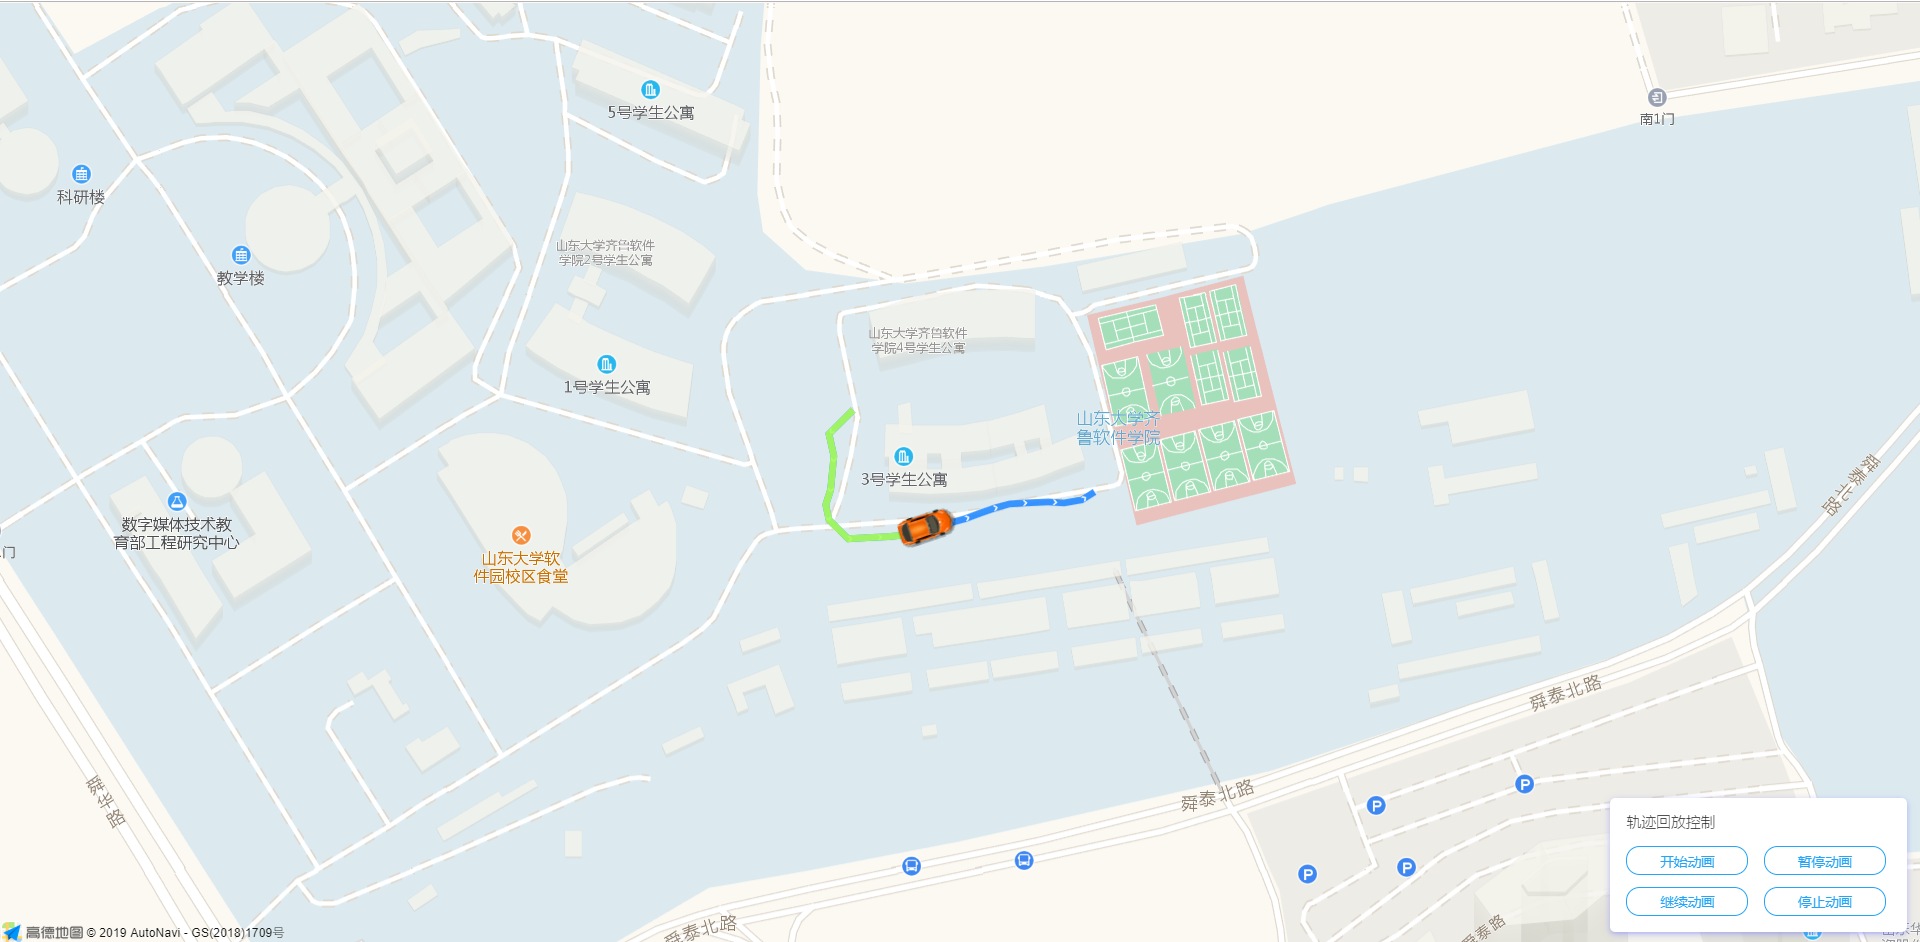 5号学生公寓
南1门
科研楼
山东大学齐鲁软件
学院2号学生公寓
教学楼
山东大学齐鲁软件
学院4号学生公寓
1号学生公寓
山东大学齐
鲁软件学院
3号学生公寓
舜泰北路
数字媒体技术教
育部工程研究中心
门
山东大学软
件园校区食堂
舜泰北路
舜华路
舜泰北路
P
P
P
P
轨迹回放控制
开始动画
暂停动画
继续动画
停止动画
舜泰北路
舜泰路
高德地图 © 2019 AutoNavi - GS(2018)1709号